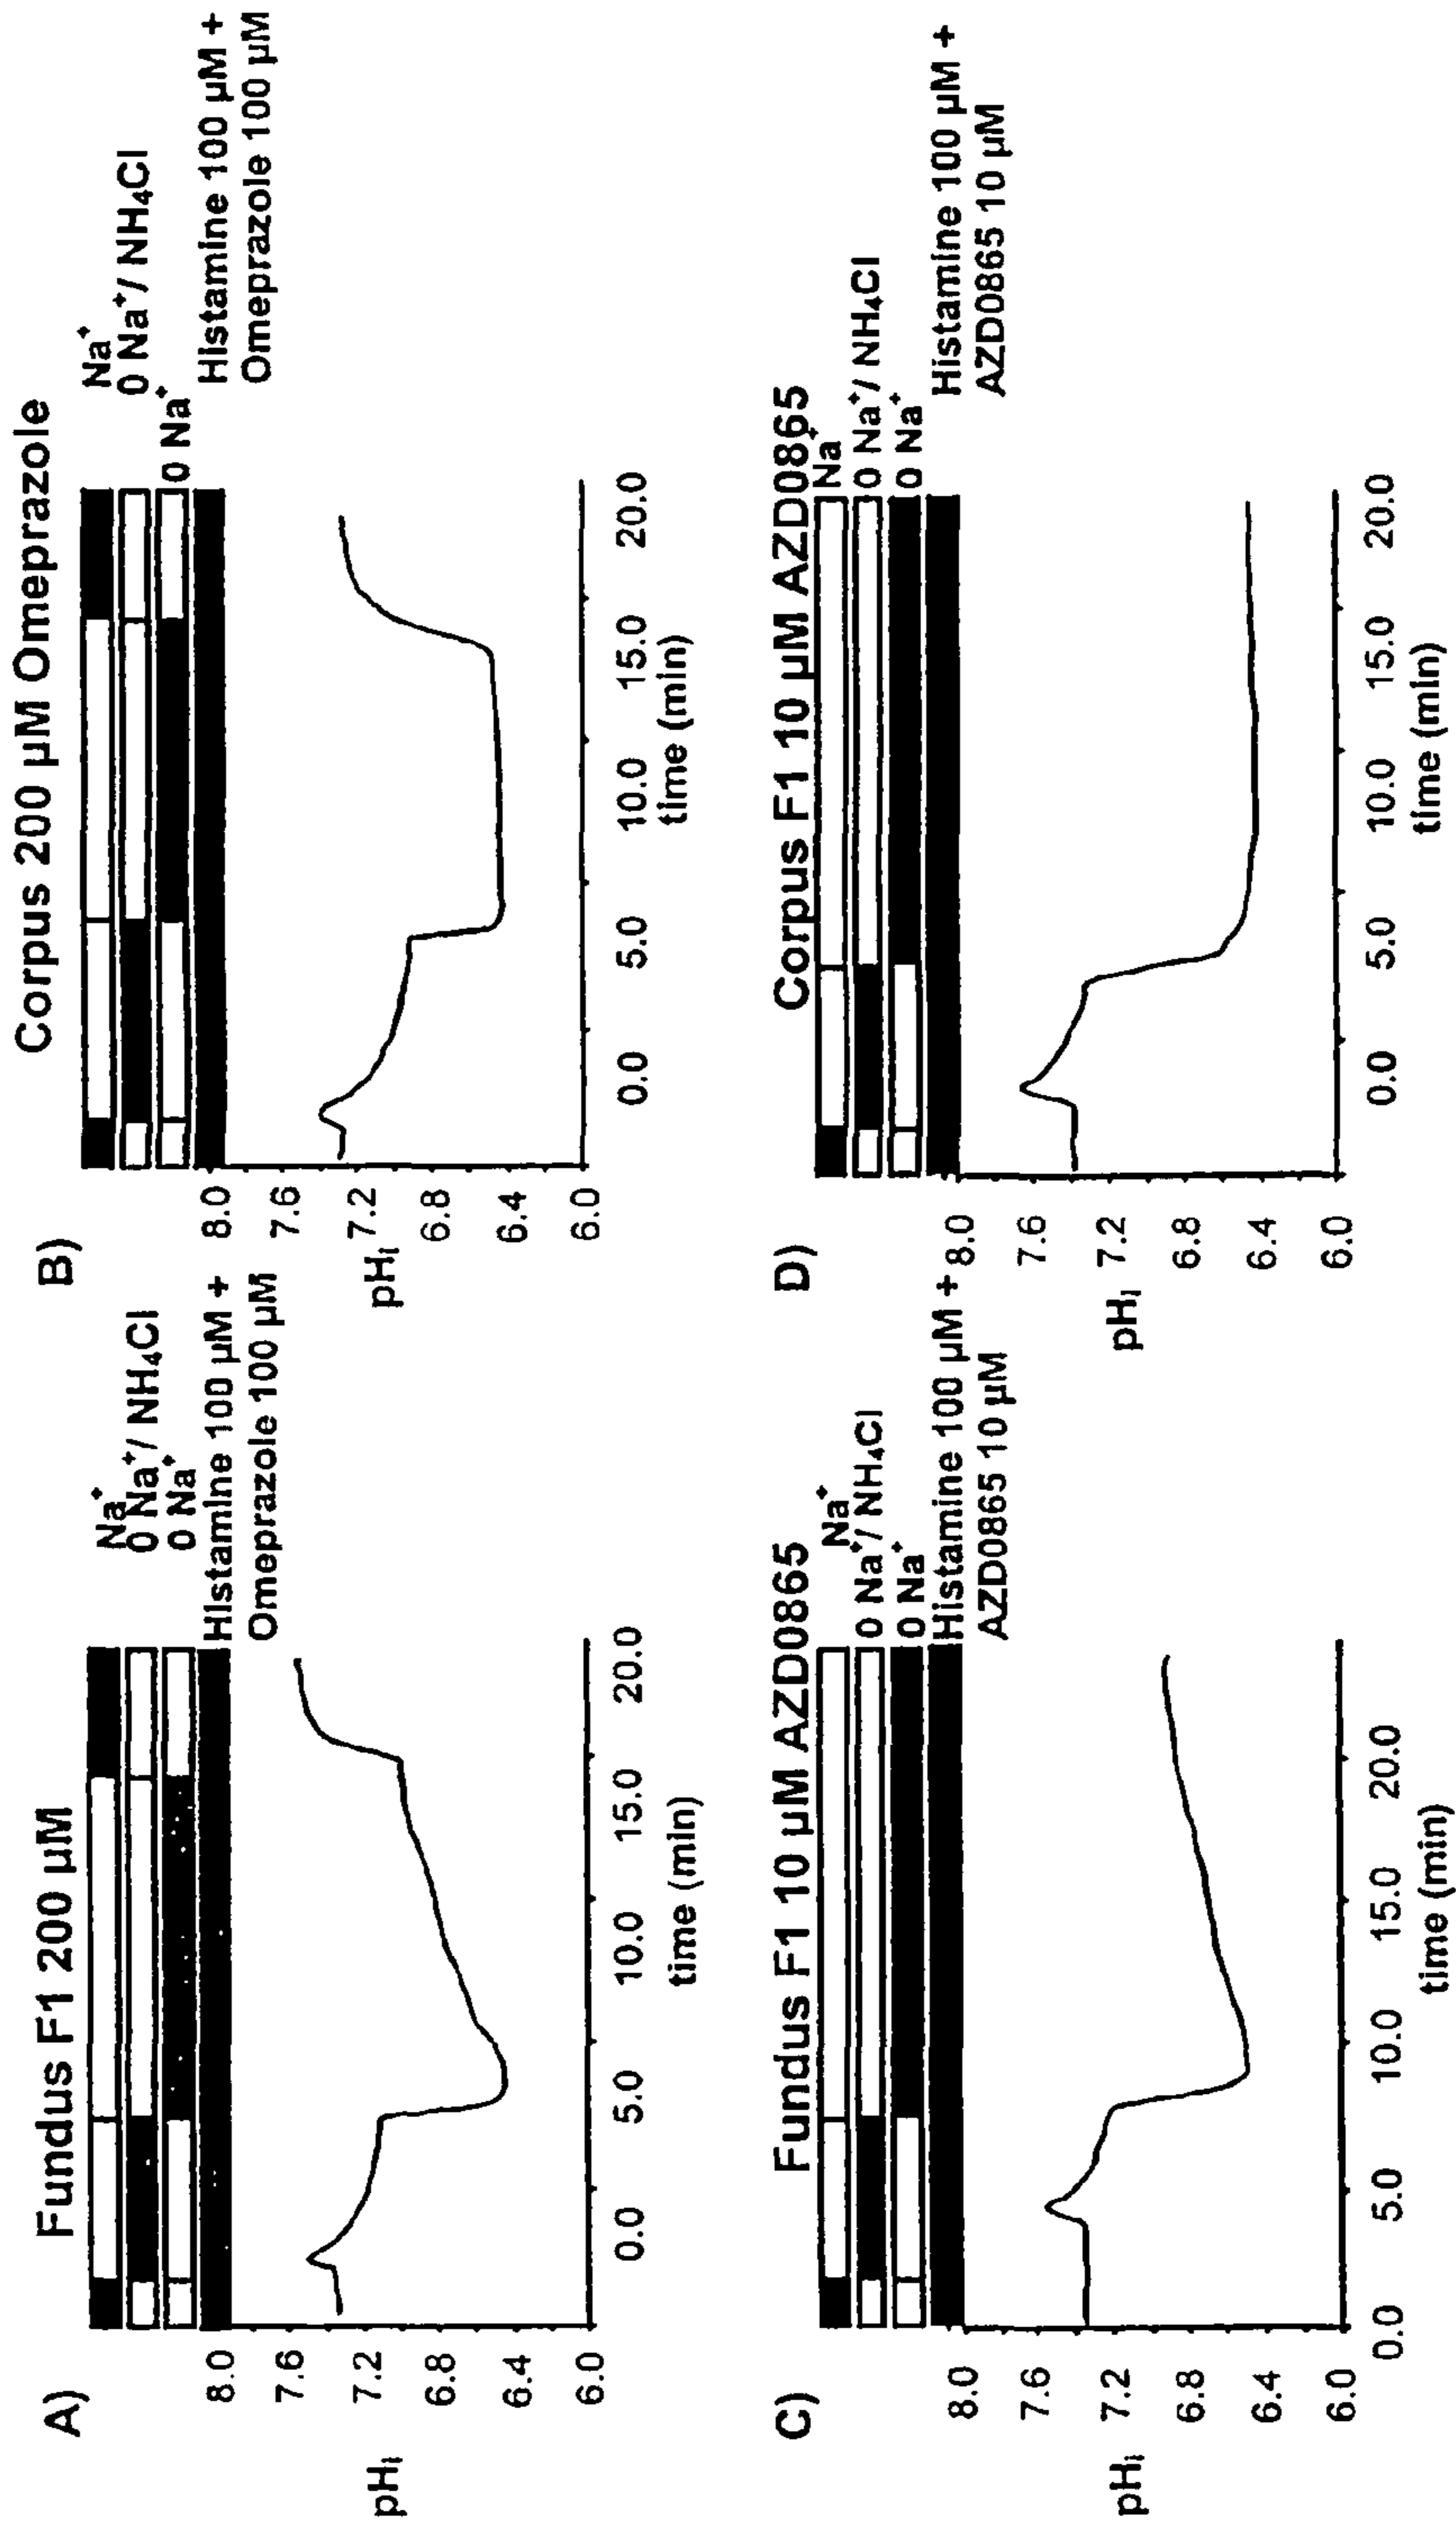 A)
Fundus F1 200 µM
Na⁺
0 Na⁺/ NH₄Cl
0 Na⁺
Histamine 100 µM +
Omeprazole 100 µM
pHᵢ
8.0
7.6
7.2
6.8
6.4
6.0
0.0
5.0
10.0
15.0
20.0
time (min)
B)
Corpus 200 µM Omeprazole
Na⁺
0 Na⁺/ NH₄Cl
0 Na⁺
Histamine 100 µM +
Omeprazole 100 µM
pHᵢ
8.0
7.6
7.2
6.8
6.4
6.0
0.0
5.0
10.0
15.0
20.0
time (min)
C)
Fundus F1 10 µM AZD0865
Na⁺
0 Na⁺/ NH₄Cl
0 Na⁺
Histamine 100 µM +
AZD0865 10 µM
pHᵢ
8.0
7.6
7.2
6.8
6.4
6.0
0.0
5.0
10.0
15.0
20.0
time (min)
D)
Corpus F1 10 µM AZD0865
Na⁺
0 Na⁺/ NH₄Cl
0 Na⁺
Histamine 100 µM +
AZD0865 10 µM
pHᵢ
8.0
7.6
7.2
6.8
6.4
6.0
0.0
5.0
10.0
15.0
20.0
time (min)